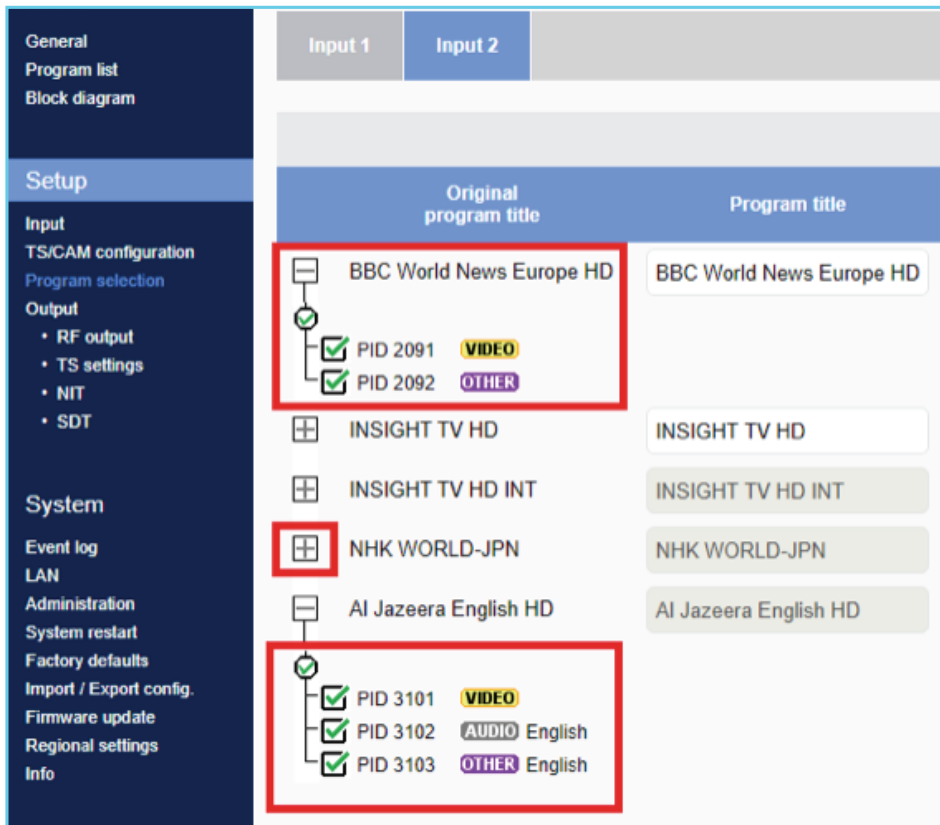 General
Program list
Block diagram
Setup
Input
TS/CAM configuration
Program selection
Output
• RF output
• TS settings
• NIT
• SDT
System
Event log
LAN
Administration
System restart
Factory defaults
Import / Export config.
Firmware update
Regional settings
Info
Input 1 Input 2
Original
program title
Program title
BBC World News Europe HD BBC World News Europe HD
PID 2091 VIDEO
PID 2092 OTHER
INSIGHT TV HD INSIGHT TV HD
INSIGHT TV HD INT INSIGHT TV HD INT
NHK WORLD-JPN NHK WORLD-JPN
Al Jazeera English HD Al Jazeera English HD
PID 3101 VIDEO
PID 3102 AUDIO English
PID 3103 OTHER English